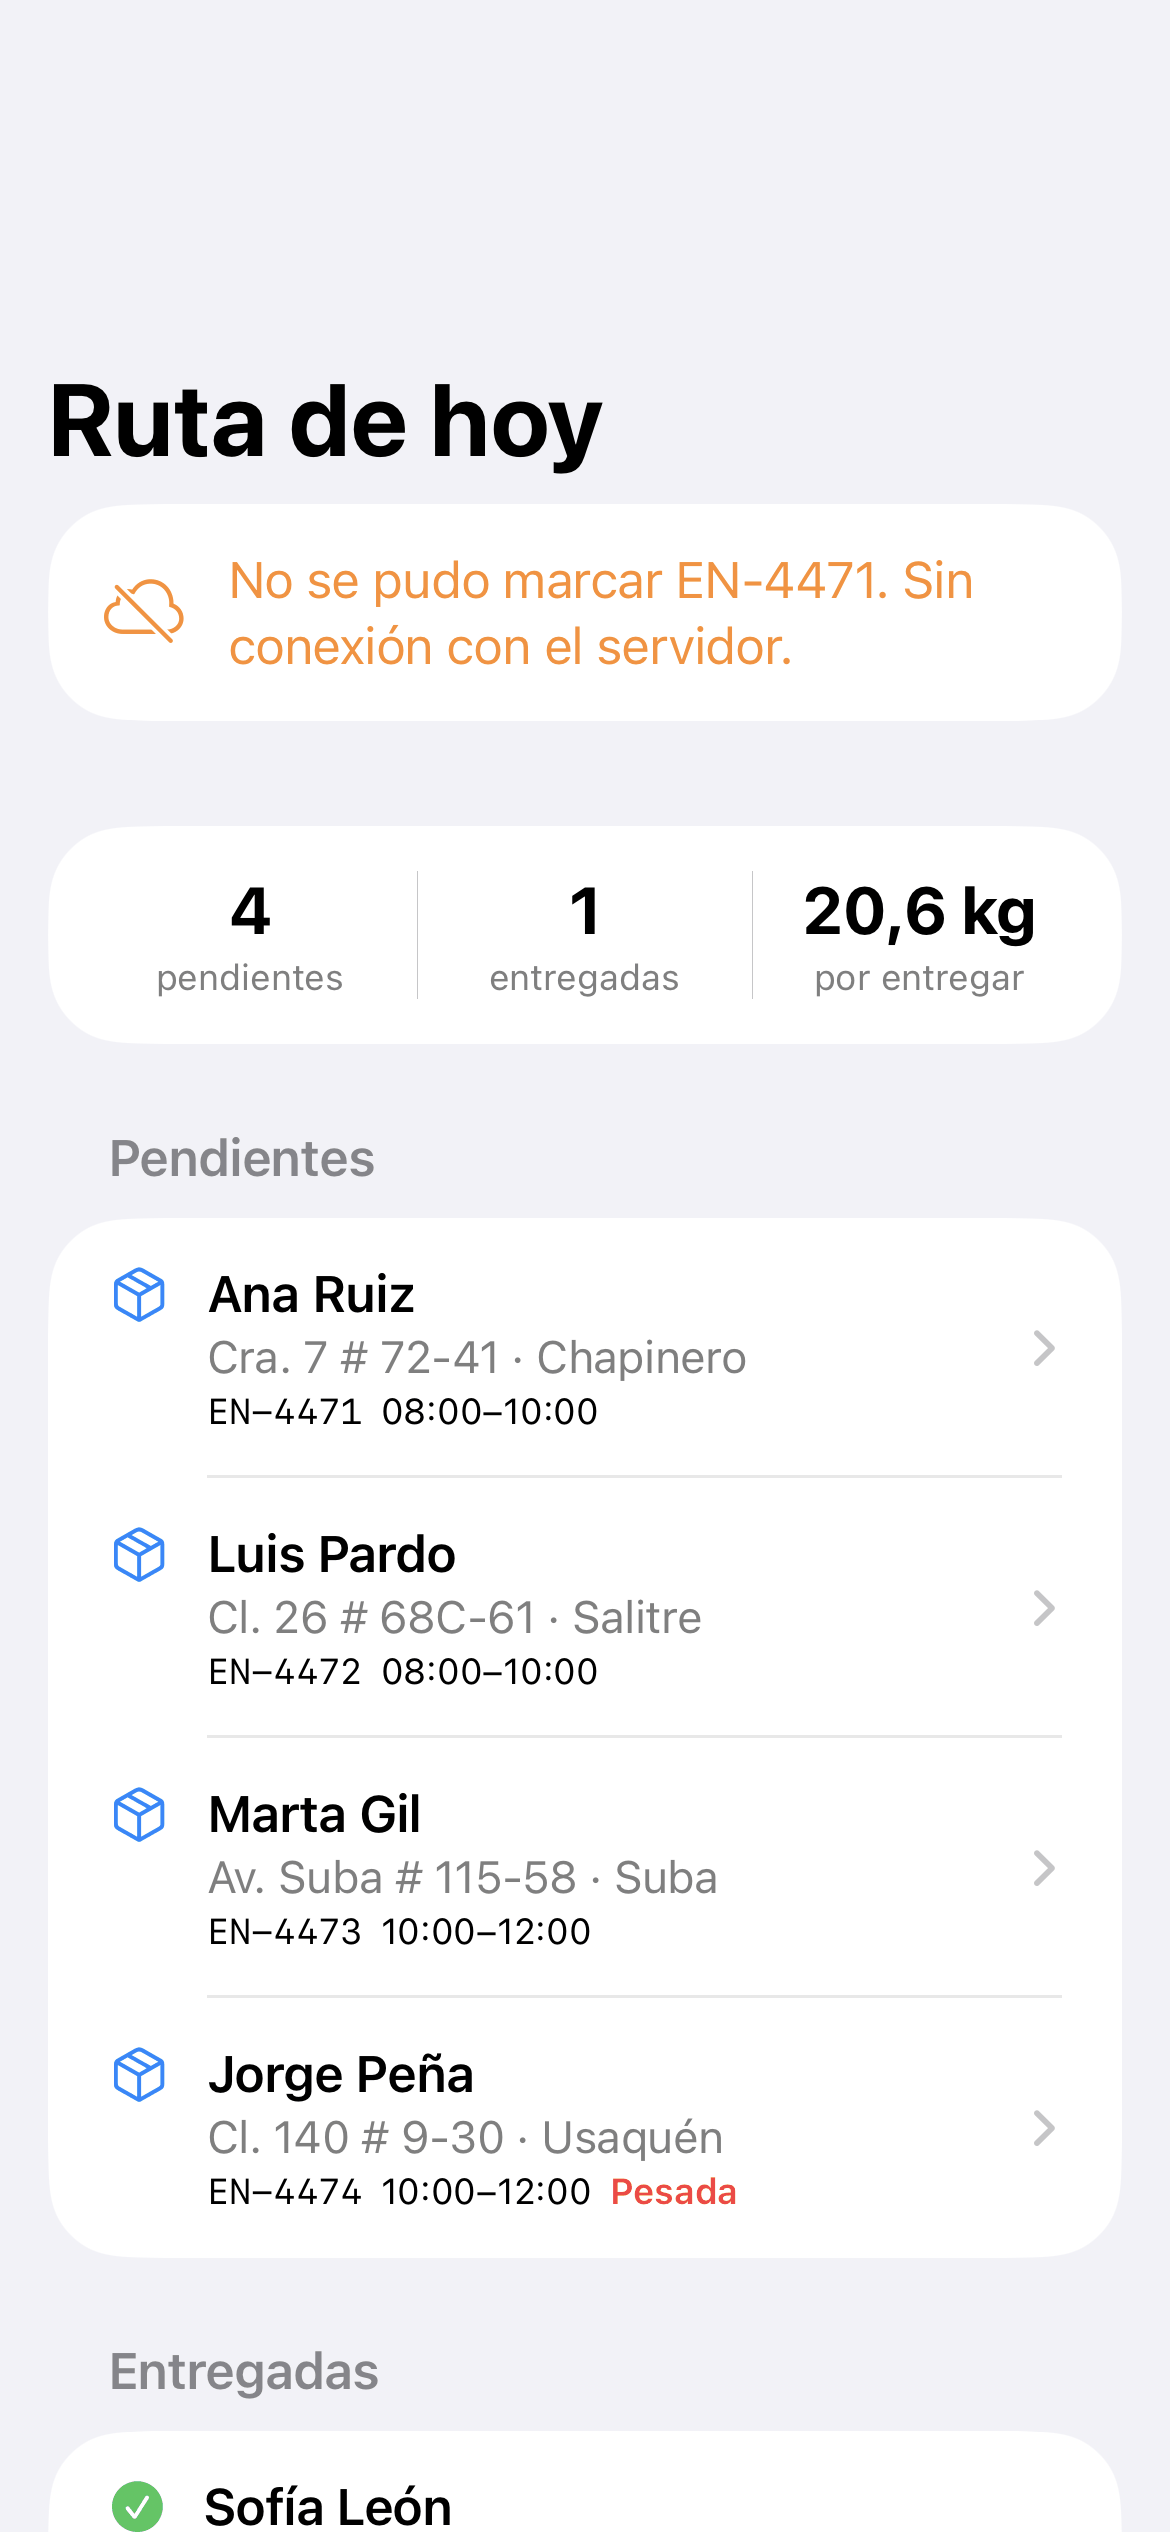 Ruta de hoy
No se pudo marcar EN-4471. Sin
conexión con el servidor.
4
pendientes
1
entregadas
20,6 kg
por entregar
Pendientes
Ana Ruiz
Cra. 7 # 72-41 · Chapinero
EN-4471 08:00–10:00
Luis Pardo
Cl. 26 # 68C-61 · Salitre
EN-4472 08:00–10:00
Marta Gil
Av. Suba # 115-58 · Suba
EN-4473 10:00–12:00
Jorge Peña
Cl. 140 # 9-30 · Usaquén
EN-4474 10:00–12:00 Pesada
Entregadas
Sofía León